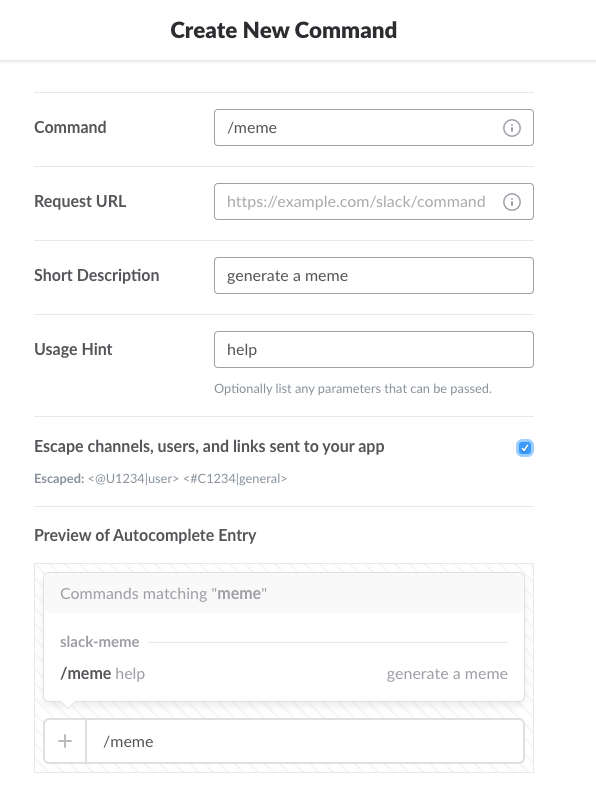 Create New Command
Command
/meme
Request URL
https://example.com/slack/command
Short Description
generate a meme
Usage Hint
help
Optionally list any parameters that can be passed.
Escape channels, users, and links sent to your app
Escaped: <@U1234|user> <#C1234|general>
Preview of Autocomplete Entry
Commands matching "meme"
slack-meme
/meme help generate a meme
+ /meme